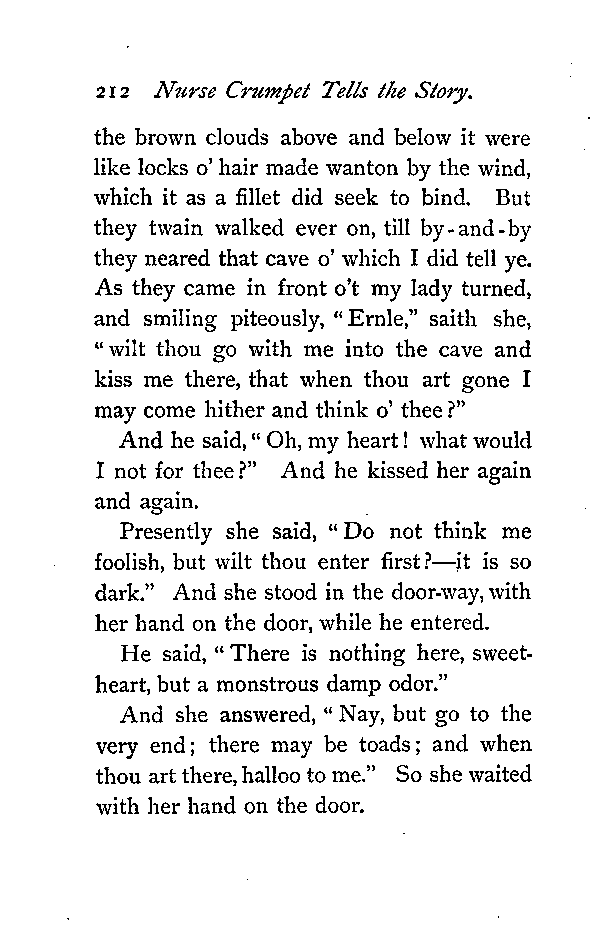 212 Nurse Crumpet Tells the Story.
the brown clouds above and below it were
like locks o' hair made wanton by the wind,
which it as a fillet did seek to bind. But
they twain walked ever on, till by-and-by
they neared that cave o' which I did tell ye.
As they came in front o't my lady turned,
and smiling piteously, “Ernle,” saith she,
“wilt thou go with me into the cave and
kiss me there, that when thou art gone I
may come hither and think o' thee?”
And he said, “Oh, my heart! what would
I not for thee?” And he kissed her again
and again.
Presently she said, “Do not think me
foolish, but wilt thou enter first?—it is so
dark.” And she stood in the door-way, with
her hand on the door, while he entered.
He said, “There is nothing here, sweet-
heart, but a monstrous damp odor.”
And she answered, “Nay, but go to the
very end; there may be toads; and when
thou art there, halloo to me.” So she waited
with her hand on the door.